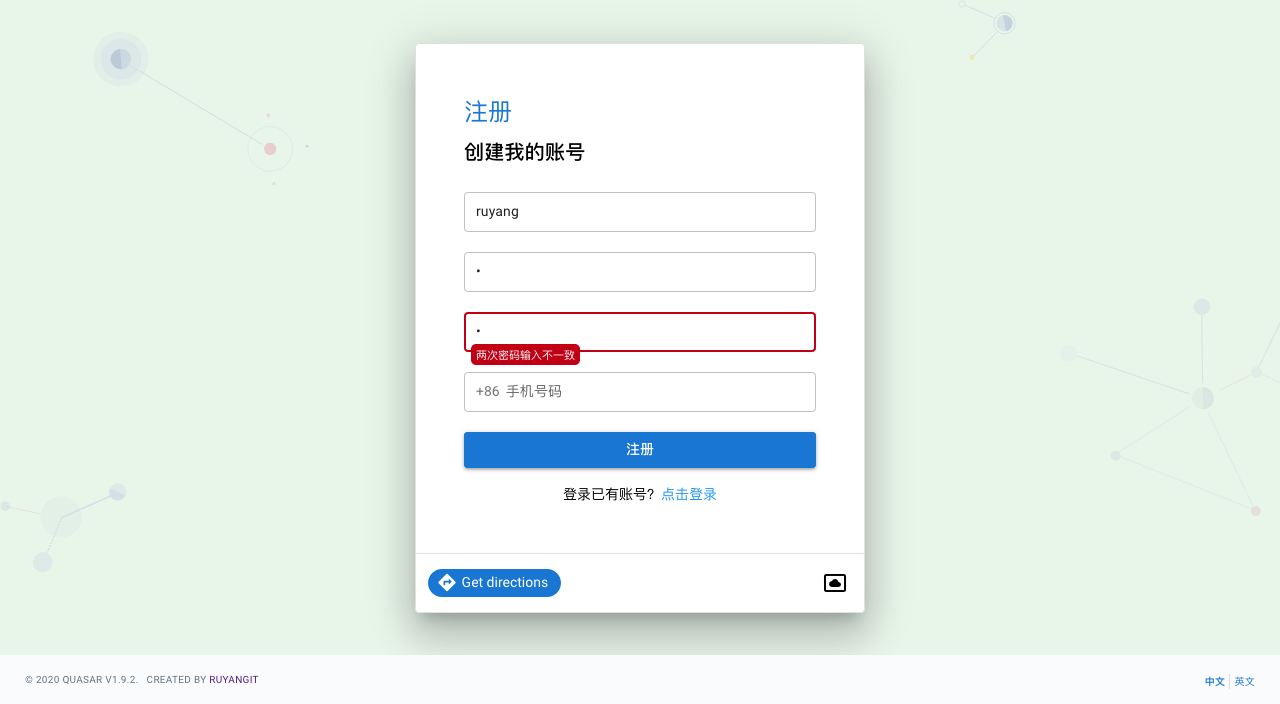 注册
创建我的账号
ruyang
•
•
两次密码输入不一致
+86 手机号码
注册
登录已有账号? 点击登录
Get directions
© 2020 QUASAR V1.9.2. CREATED BY RUYANGIT
中文 英文